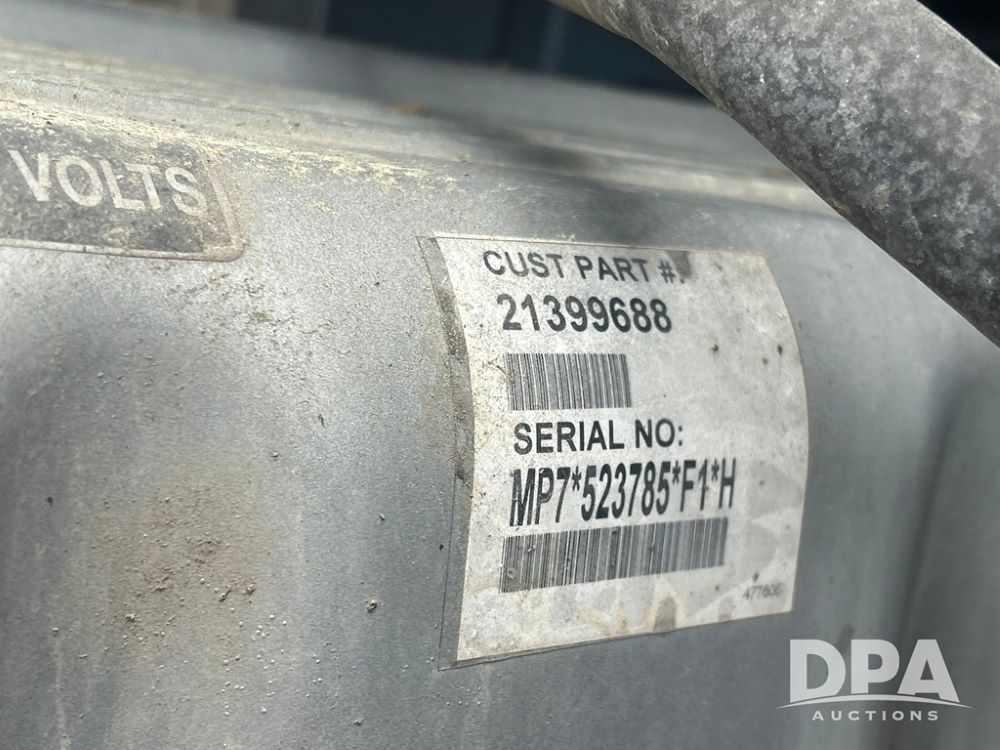 VOLTS
CUST PART #:
21399688
SERIAL NO:
MP7*523785*F1*H
DPA
AUCTIONS